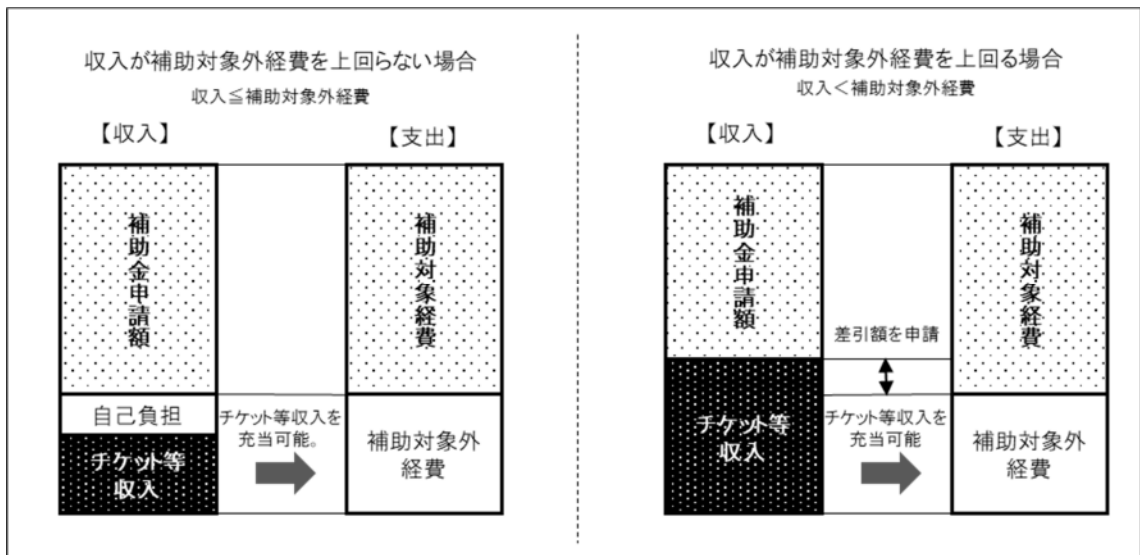 収入が補助対象外経費を上回らない場合
収入≦補助対象外経費
【収入】
【支出】
補助金申請額
補助対象経費
自己負担
チケット等
収入
チケット等収入を
充当可能。
補助対象外
経費
収入が補助対象外経費を上回る場合
収入＜補助対象外経費
【収入】
【支出】
補助金申請額
補助対象経費
差引額を申請
チケット等
収入
チケット等収入を
充当可能
補助対象外
経費